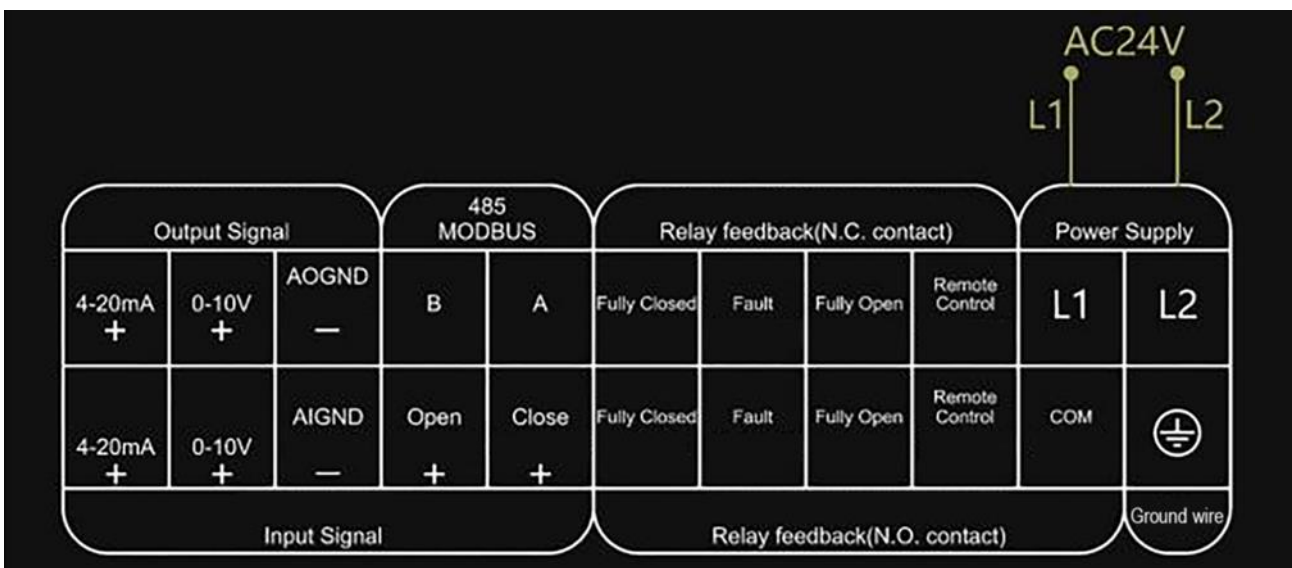 AC24V
L1 L2
Output Signal
485
MODBUS
Relay feedback(N.C. contact)
Power Supply
4-20mA
+
0-10V
+
AOGND
—
B
A
Fully Closed
Fault
Fully Open
Remote
Control
L1
L2
4-20mA
+
0-10V
+
AIGND
—
Open
+
Close
+
Fully Closed
Fault
Fully Open
Remote
Control
COM
Input Signal
Relay feedback(N.O. contact)
Ground wire